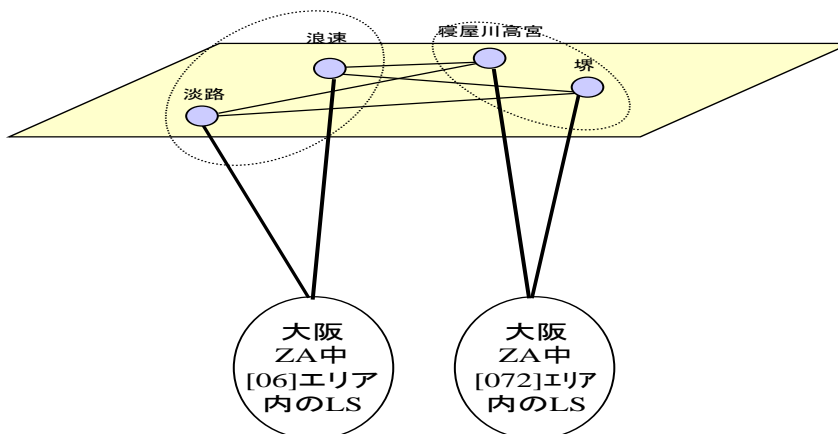 浪速
寝屋川高宮
堺
淡路
大阪
ZA中
[06]エリア
内のLS
大阪
ZA中
[072]エリア
内のLS